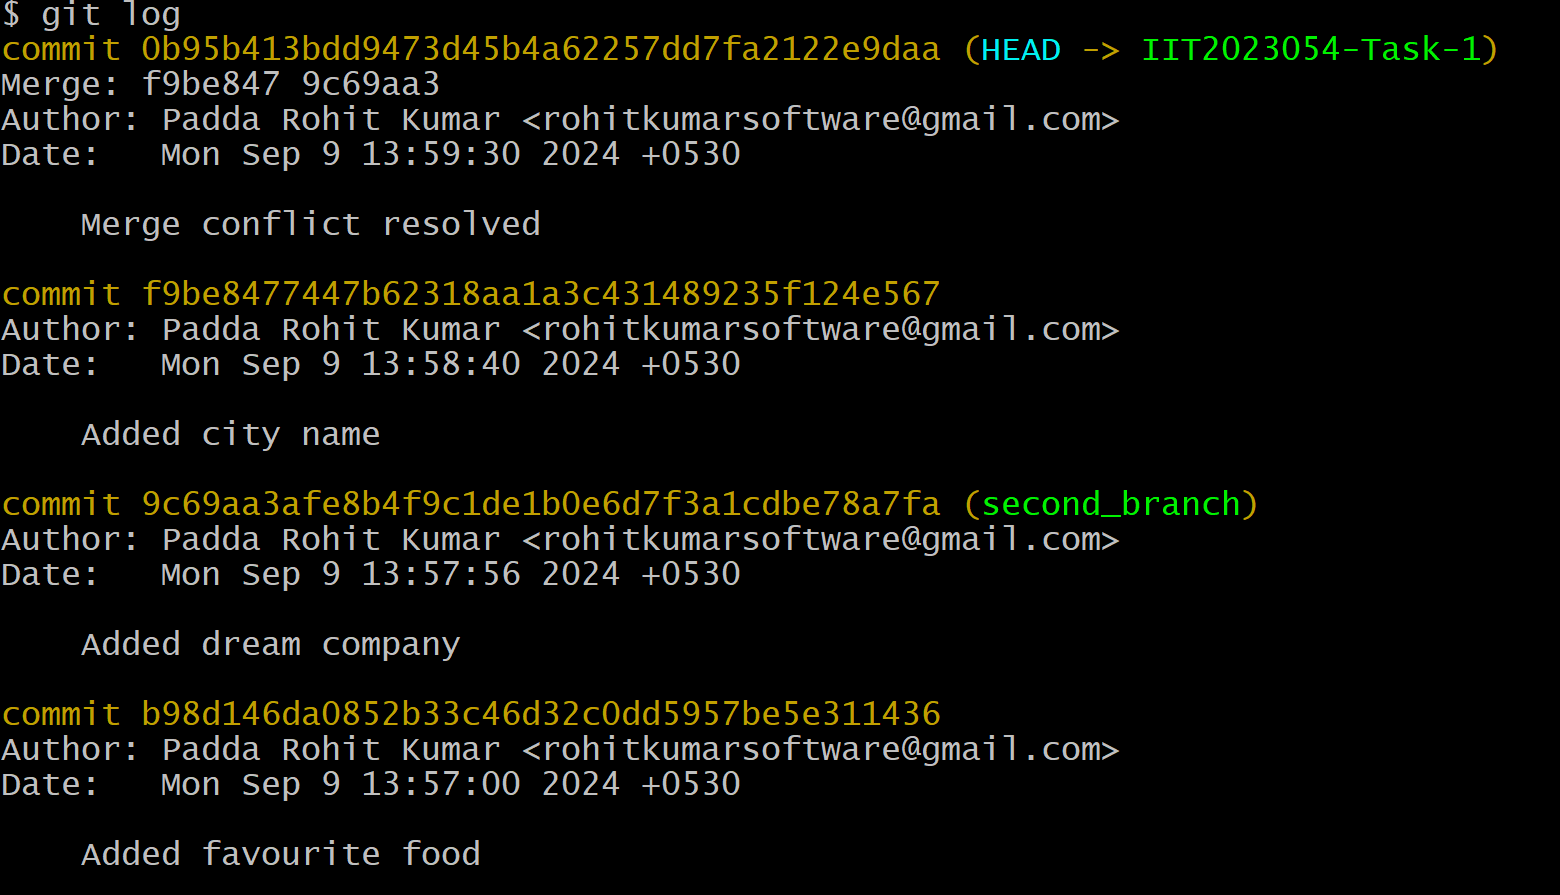 $ git log
commit 0b95b413bdd9473d45b4a62257dd7fa2122e9daa (HEAD -> IIT2023054-Task-1)
Merge: f9be847 9c69aa3
Author: Padda Rohit Kumar <rohitkumarsoftware@gmail.com>
Date:   Mon Sep 9 13:59:30 2024 +0530
Merge conflict resolved
commit f9be8477447b62318aa1a3c431489235f124e567
Author: Padda Rohit Kumar <rohitkumarsoftware@gmail.com>
Date:   Mon Sep 9 13:58:40 2024 +0530
Added city name
commit 9c69aa3afe8b4f9c1de1b0e6d7f3a1cdbe78a7fa (second_branch)
Author: Padda Rohit Kumar <rohitkumarsoftware@gmail.com>
Date:   Mon Sep 9 13:57:56 2024 +0530
Added dream company
commit b98d146da0852b33c46d32c0dd5957be5e311436
Author: Padda Rohit Kumar <rohitkumarsoftware@gmail.com>
Date:   Mon Sep 9 13:57:00 2024 +0530
Added favourite food